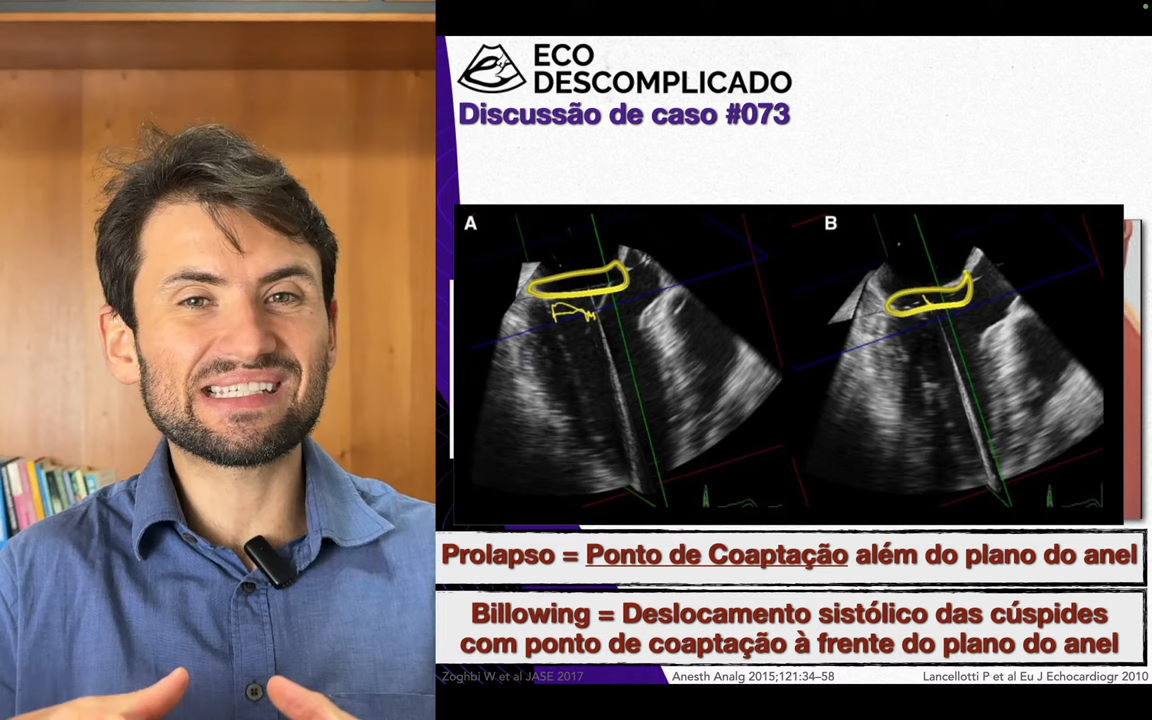 ECO
DESCOMPLICADO
Discussão de caso #073
A
B
Prolapso = Ponto de Coaptação além do plano do anel
Billowing = Deslocamento sistólico das cúspides
com ponto de coaptação à frente do plano do anel
Zoghbi W et al JASE 2017
Anesth Analg 2015;121:34–58
Lancellotti P et al Eu J Echocardiogr 2010